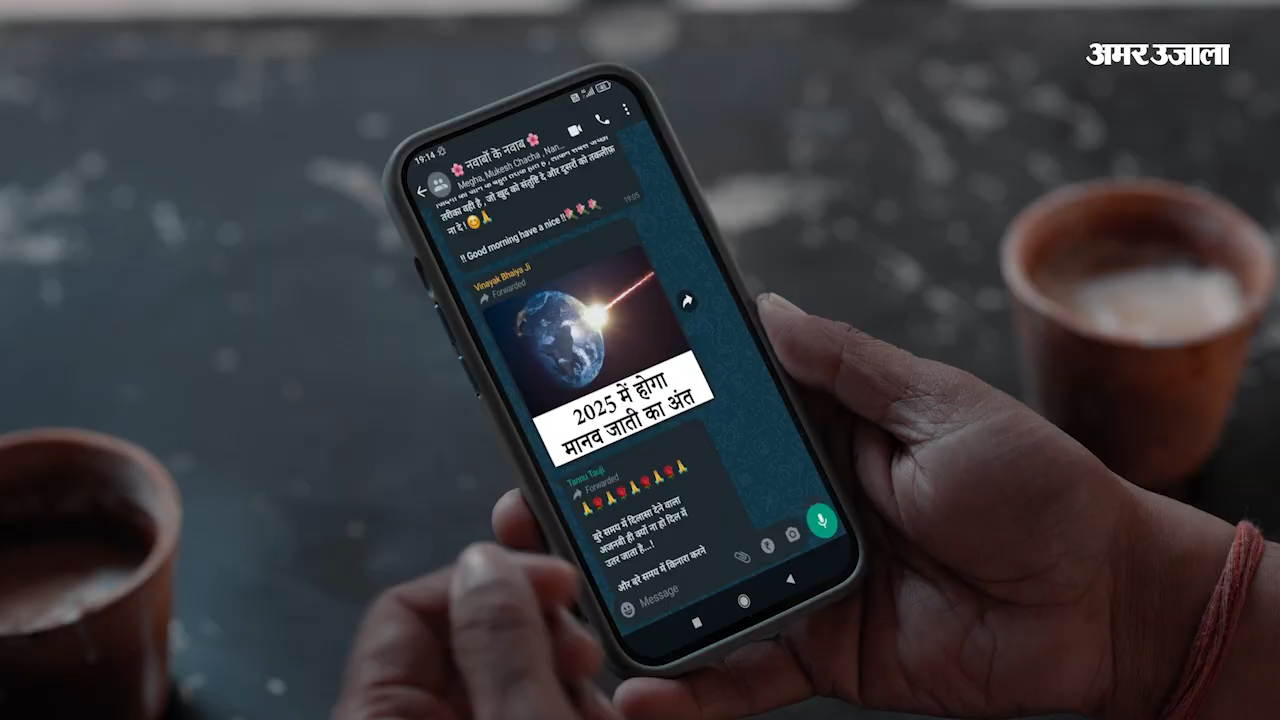 अमर उजाला
19:14
🌸 नवाबों के नवाब 🌸
Megha, Mukesh Chacha , Nan...
तरीका वही है , जो खुद को संतुष्टि दे और दूसरों को तकलीफ़
ना दे ! 😊🙏
!! Good morning have a nice !!💐💐💐
19:05
Vinayak Bhaiya Ji
Forwarded
2025 में होगा
मानव जाती का अंत
Tannu Tauji
Forwarded
🙏🌹🙏🌹🙏🌹🙏🌹🙏
बुरे समय में दिलासा देने वाला
अजनबी ही क्यों ना हो दिल में
उतर जाता है...!
और बुरे समय में किनारा करने
Message